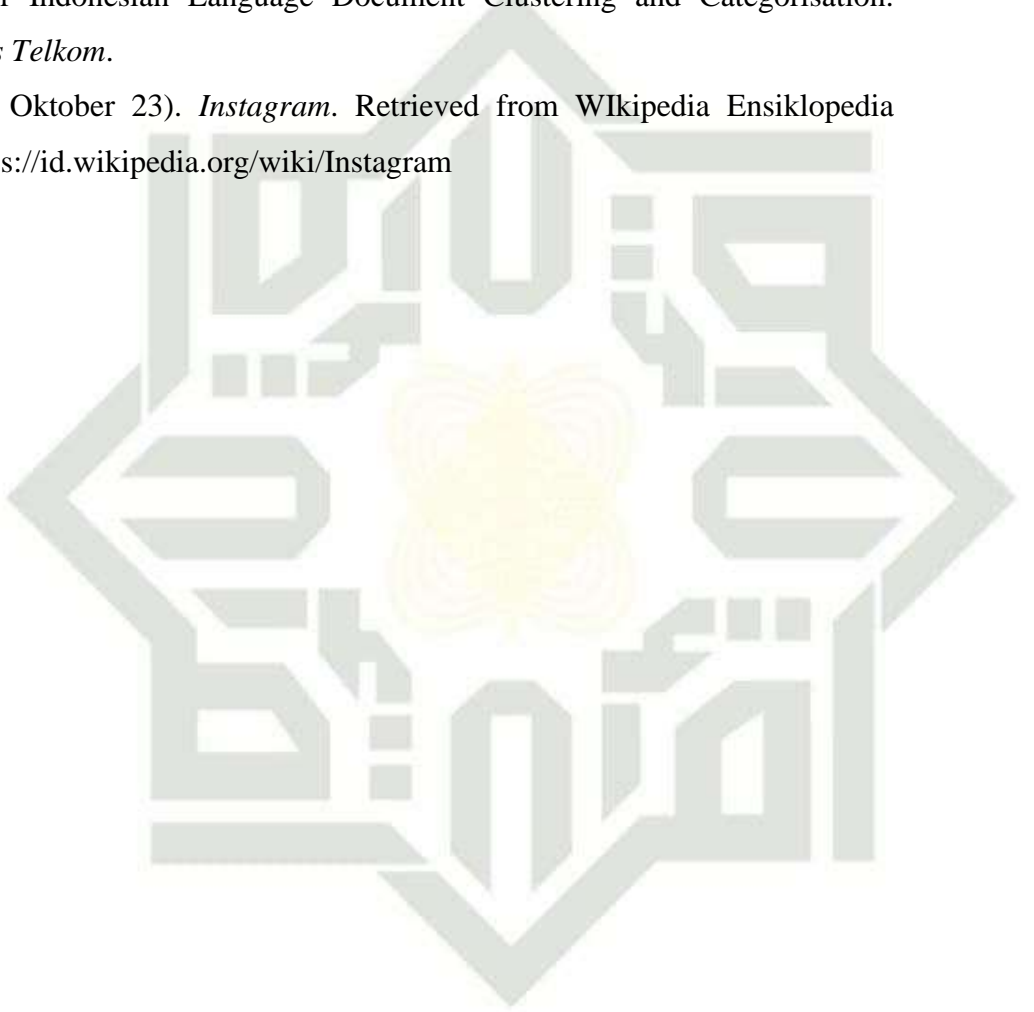 r Indonesian Language Document Clustering and Categorisation.
s Telkom.
Oktober 23). Instagram. Retrieved from WIkipedia Ensiklopedia
s://id.wikipedia.org/wiki/Instagram